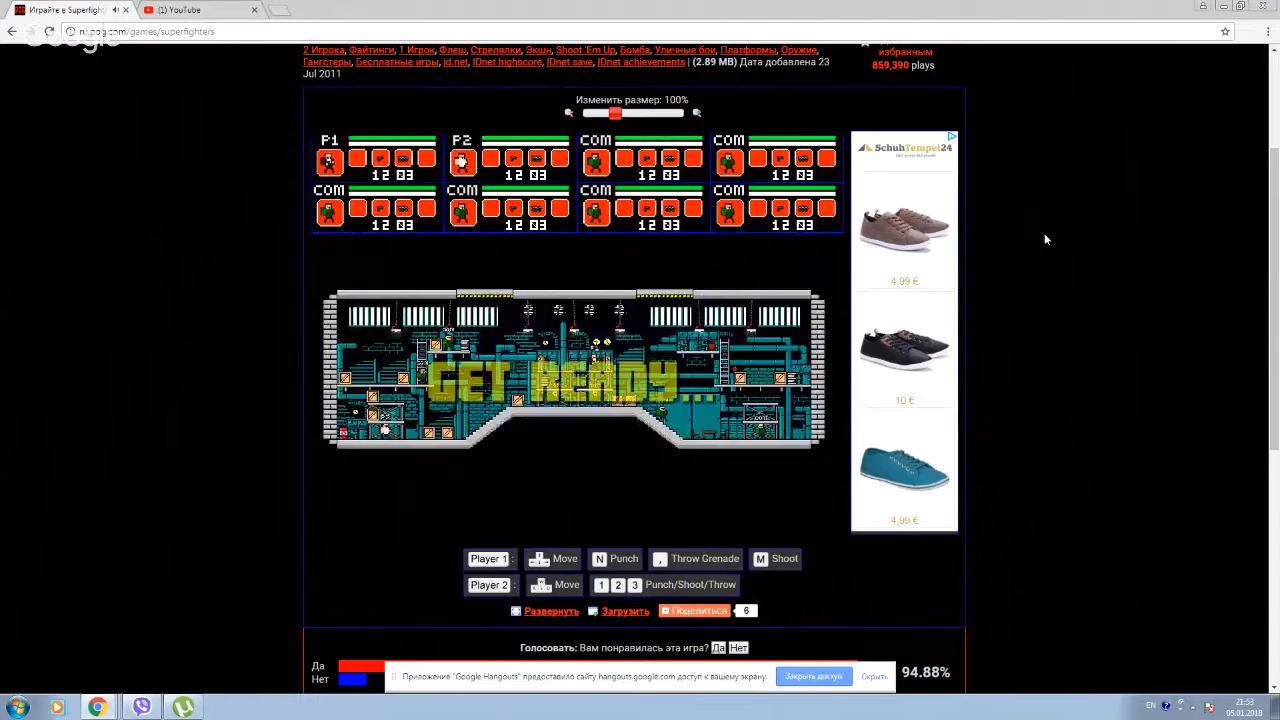 Играйте в Superfight
(1) YouTube
Google
ru.pog.com/games/superfighters
2 Игрока, Файтинги, 1 Игрок, Флеш, Стрелялки, Экшн, Shoot 'Em Up, Бомба, Уличные бои, Платформы, Оружие,
Гангстеры, Бесплатные игры, id.net, IDnet highscore, IDnet save, IDnet achievements | (2.89 MB) Дата добавлена 23
Jul 2011
избранным
859,390 plays
Изменить размер: 100%
P1 P2 COM COM
12 03 12 03 12 03 12 03
COM COM COM COM
12 03 12 03 12 03 12 03
SCHUHTEMPEL24
4,99 €
10 €
4,99 €
GET READY
Player 1 : Move N Punch , Throw Grenade M Shoot
Player 2 : Move 1 2 3 Punch/Shoot/Throw
Развернуть Загрузить Поделиться 6
Голосовать: Вам понравилась эта игра? Да Нет
Да
Нет
94.88%
Приложение "Google Hangouts" предоставило сайту hangouts.google.com доступ к вашему экрану. Закрыть доступ Скрыть
EN
21:53
05.01.2018